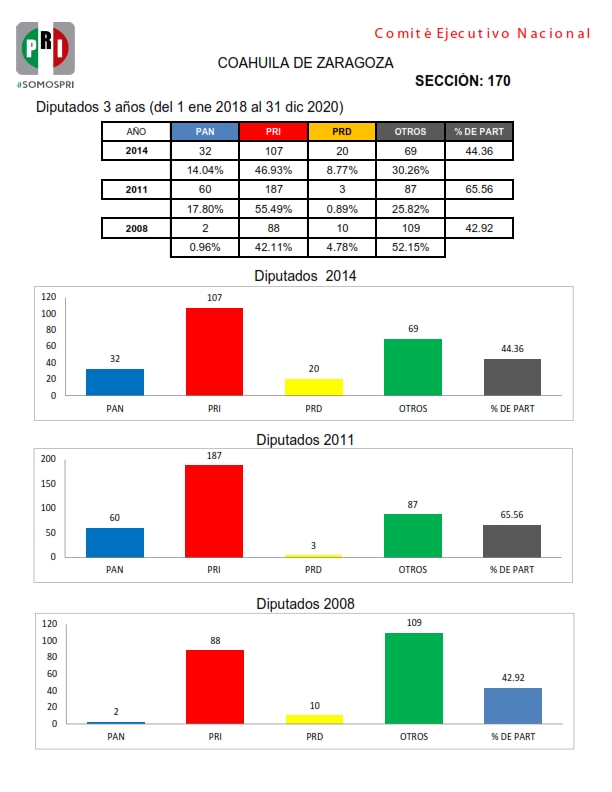 Comité Ejecutivo Nacional
PRI
#SOMOSPRI
COAHUILA DE ZARAGOZA
SECCIÓN: 170
Diputados 3 años (del 1 ene 2018 al 31 dic 2020)
AÑO PAN PRI PRD OTROS % DE PART
2014 32 107 20 69 44.36
14.04% 46.93% 8.77% 30.26%
2011 60 187 3 87 65.56
17.80% 55.49% 0.89% 25.82%
2008 2 88 10 109 42.92
0.96% 42.11% 4.78% 52.15%
Diputados 2014
120
100
80
60
40
20
0
32
107
20
69
44.36
PAN PRI PRD OTROS % DE PART
Diputados 2011
200
150
100
50
0
60
187
3
87
65.56
PAN PRI PRD OTROS % DE PART
Diputados 2008
120
100
80
60
40
20
0
2
88
10
109
42.92
PAN PRI PRD OTROS % DE PART